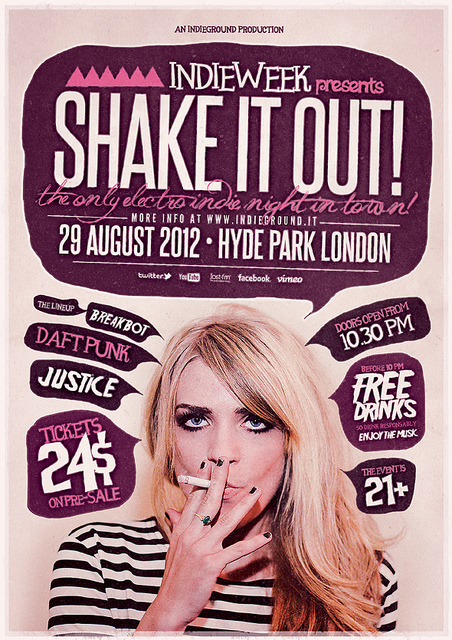 AN INDIEGROUND PRODUCTION
INDIEWEEK presents
SHAKE IT OUT!
the only electro indie night in town!
MORE INFO AT WWW.INDIEGROUND.IT
29 AUGUST 2012 • HYDE PARK LONDON
twitter YouTube lost.fm facebook. vimeo
THE LINEUP
BREAKBOT
DAFT PUNK
JUSTICE
TICKETS
24$
ON PRE-SALE
DOORS OPEN FROM
10.30 PM
BEFORE 10 PM
FREE
DRINKS
SO DRINK RESPONSABLY
ENJOY THE MUSIK
THE EVENT IS
21+